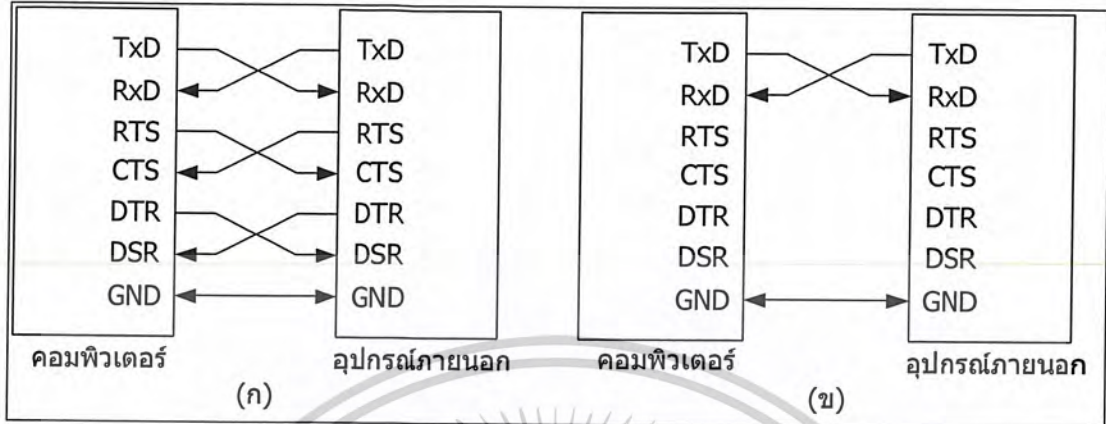 TxD TxD
RxD RxD
RTS RTS
CTS CTS
DTR DTR
DSR DSR
GND GND
คอมพิวเตอร์ อุปกรณ์ภายนอก
(ก)
TxD TxD
RxD RxD
RTS RTS
CTS CTS
DTR DTR
DSR DSR
GND GND
คอมพิวเตอร์ อุปกรณ์ภายนอก
(ข)